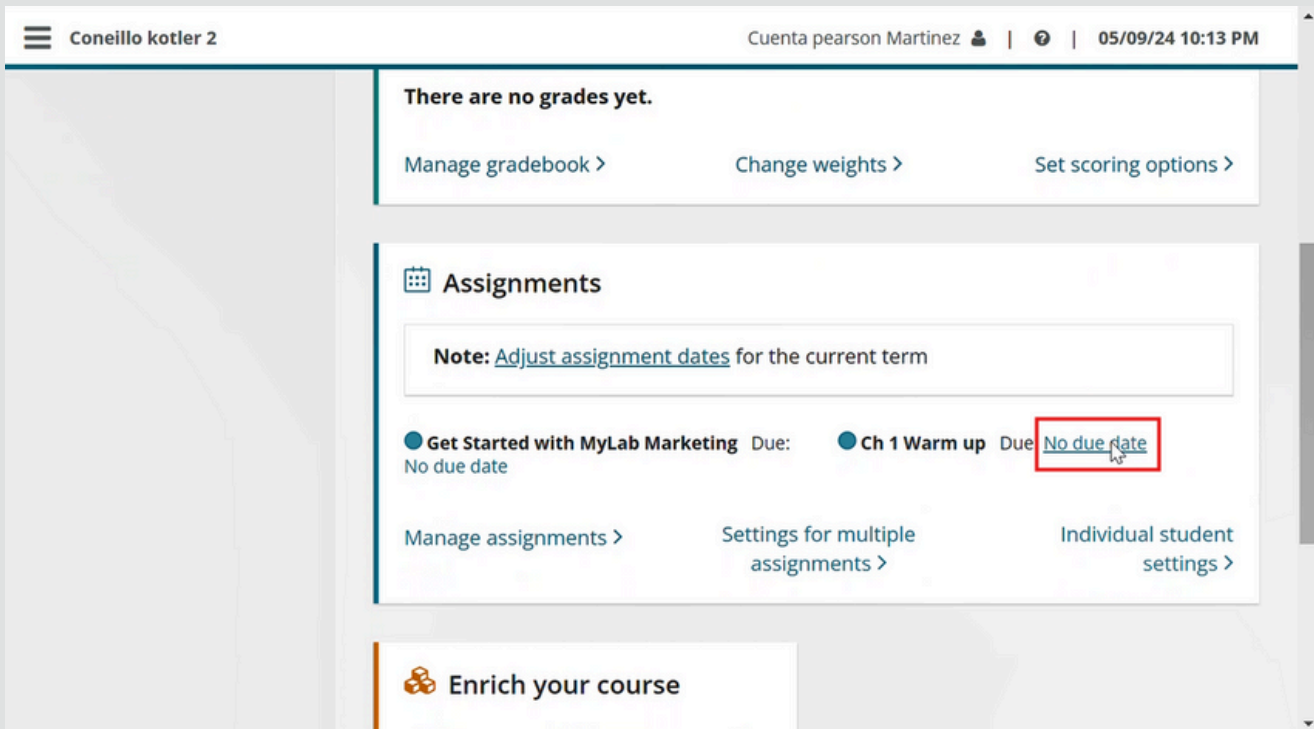 Coneillo kotler 2
Cuenta pearson Martinez | ? | 05/09/24 10:13 PM
There are no grades yet.
Manage gradebook > Change weights > Set scoring options >
Assignments
Note: Adjust assignment dates for the current term
Get Started with MyLab Marketing Due: Ch 1 Warm up Due No due date
No due date
Manage assignments > Settings for multiple Individual student
assignments > settings >
Enrich your course